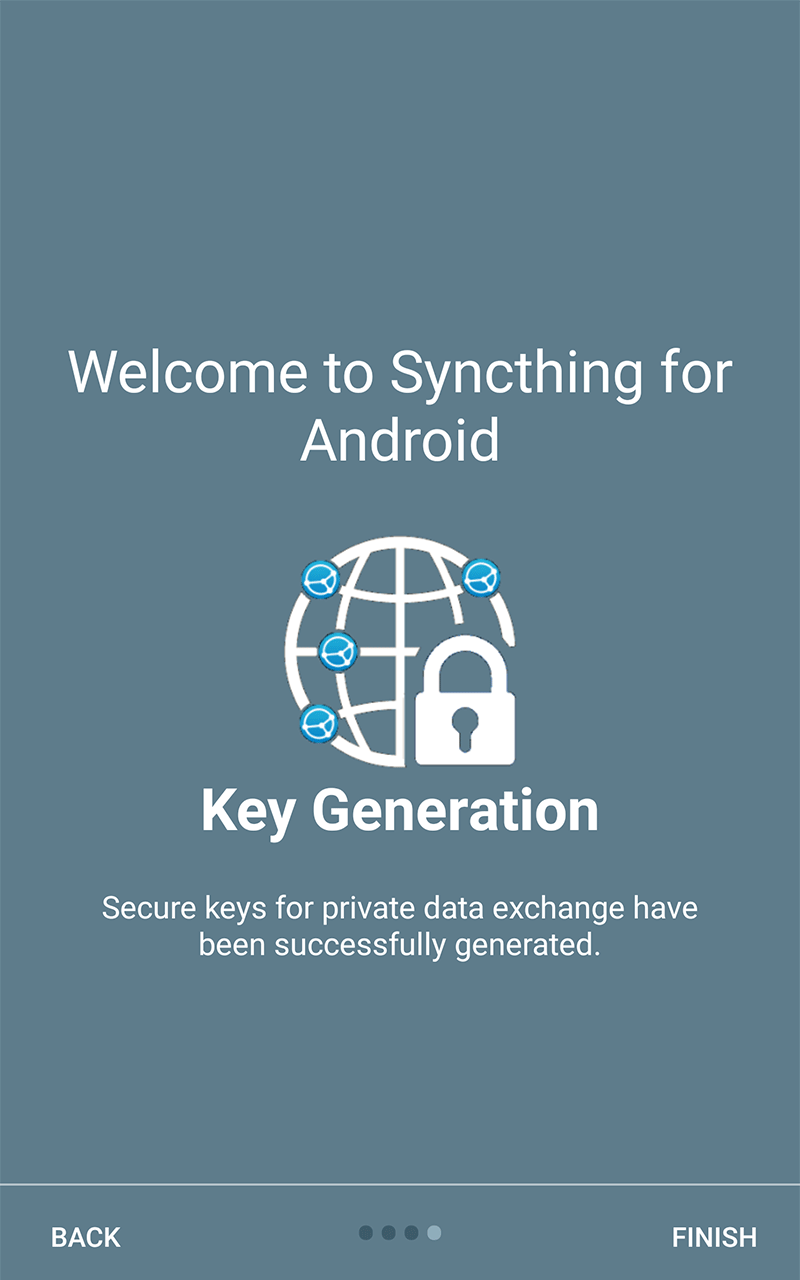 Welcome to Syncthing for
Android
Key Generation
Secure keys for private data exchange have
been successfully generated.
BACK
FINISH